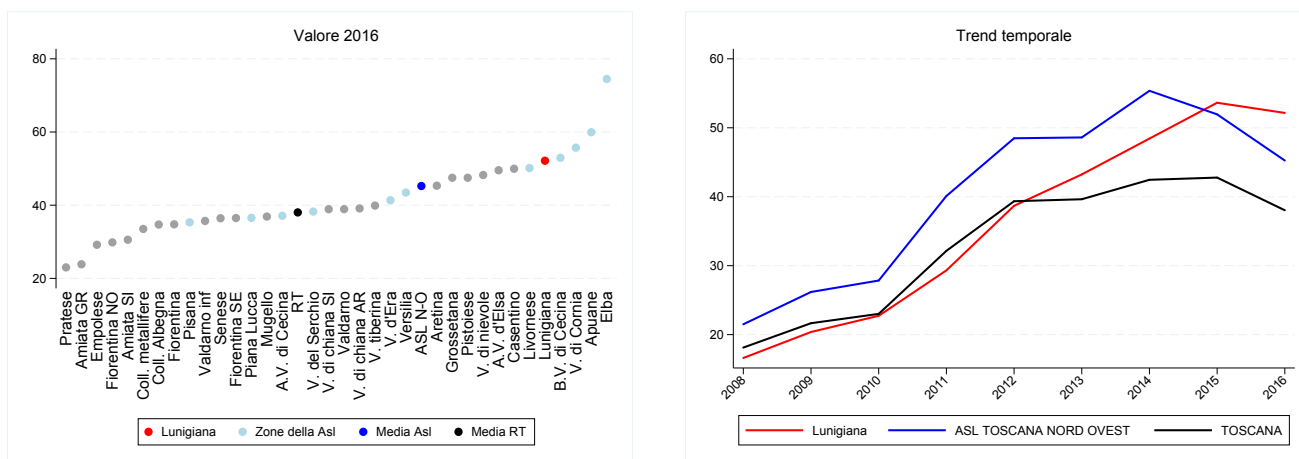 Valore 2016
80
60
40
20
Pratese
Amiata GR
Empolese
Fiorentina NO
Amiata SI
Coll. metallifere
Coll. Albegna
Fiorentina
Pisana
Valdarno inf
Senese
Fiorentina SE
Piana Lucca
Mugello
A.V. di Cecina
RT
V. del Serchio
V. di chiana SI
Valdarno
V. di chiana AR
V. tiberina
V. d'Era
Versilia
ASL N-O
Aretina
Grossetana
Pistoiese
V. di nievole
A.V. d'Elsa
Casentino
Livornese
Lunigiana
B.V. di Cecina
V. di Cornia
Apuane
Elba
Lunigiana Zone della Asl Media Asl Media RT
Trend temporale
60
50
40
30
20
2008 2009 2010 2011 2012 2013 2014 2015 2016
Lunigiana ASL TOSCANA NORD OVEST TOSCANA